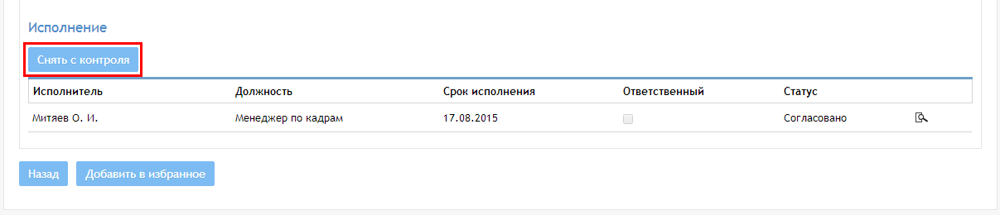 Исполнение
Снять с контроля
Исполнитель Должность Срок исполнения Ответственный Статус
Митяев О. И. Менеджер по кадрам 17.08.2015 Согласовано
Назад Добавить в избранное